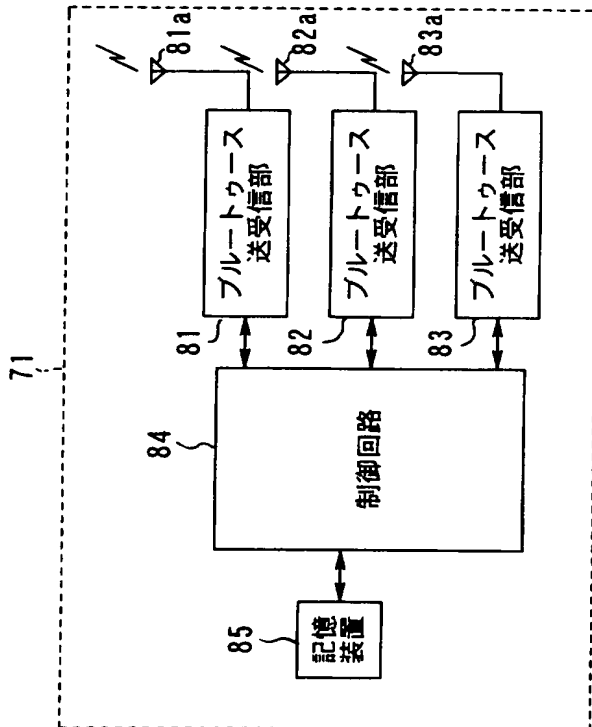 71
85
記憶
装置
84
制御回路
81
ブルートゥース
送受信部
81a
82
ブルートゥース
送受信部
82a
83
ブルートゥース
送受信部
83a